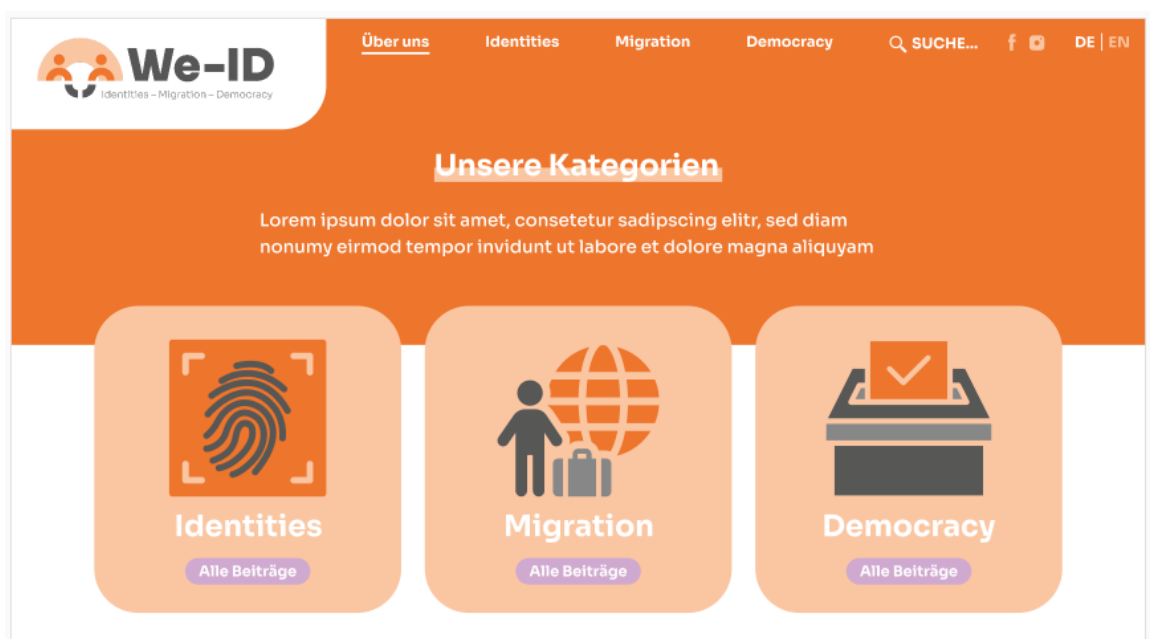 We-ID
Identities – Migration – Democracy
Über uns Identities Migration Democracy SUCHE... f DE | EN
Unsere Kategorien
Lorem ipsum dolor sit amet, consetetur sadipscing elitr, sed diam
nonumy eirmod tempor invidunt ut labore et dolore magna aliquyam
Identities
Alle Beiträge
Migration
Alle Beiträge
Democracy
Alle Beiträge